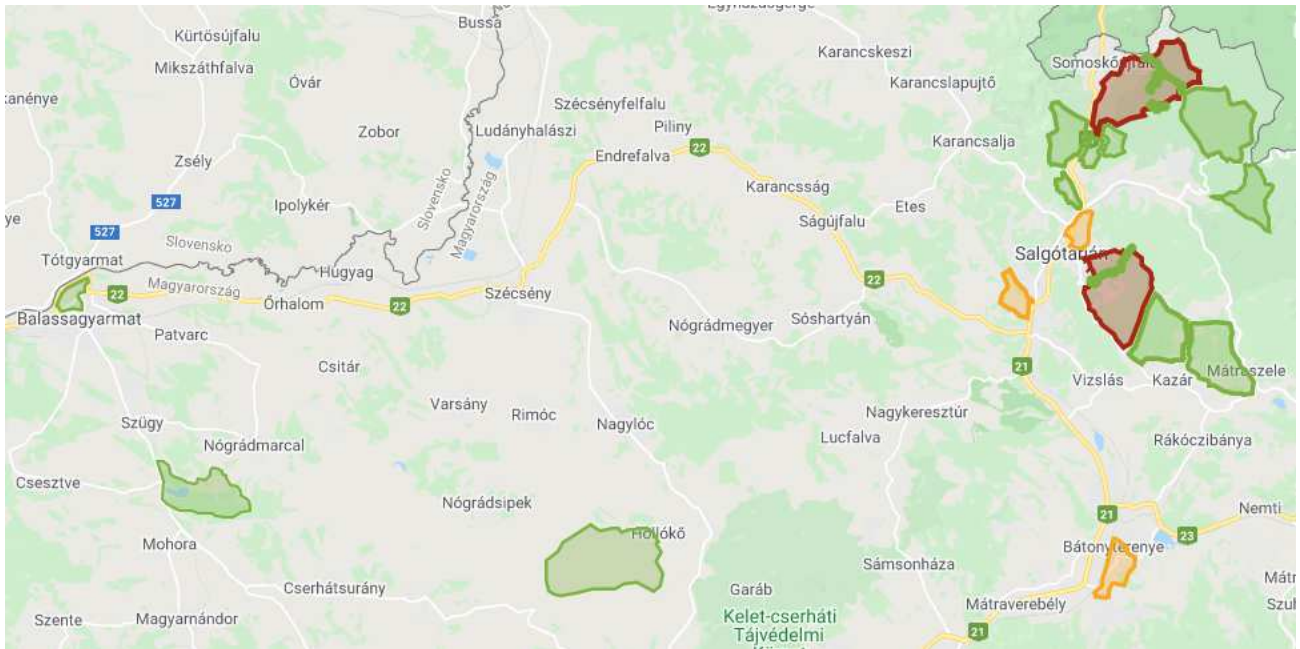 Bussa
Kürtösújfalu
Mikszáthfalva
Óvár
Karancskeszi
Somoskőújfalu
Karancslapujtő
Szécsényfelfalu
Piliny
Ludányhalászi
Zobor
Zsély
Endrefalva
22
Karancsalja
Karancsság
Etes
Ságújfalu
527
Ipolykér
Slovensko
Magyarország
527
Slovensko
Tótgyarmat
Magyarország
Hugyag
22
Őrhalom
22
Szécsény
22
Salgótarján
Balassagyarmat
Patvarc
Nógrádmegyer
Sóshartyán
Csitár
21
Vizslás
Kazár
Mátraszele
Varsány
Rimóc
Nagylóc
Nagykeresztúr
Lucfalva
Szügy
Nógrádmarcal
Rákóczibánya
Csesztve
Nógrádsipek
Hollókő
21
Nemti
23
Mohora
Bátonyterenye
Cserhátsurány
Garáb
Sámsonháza
Mátraverebély
Szente
Magyarnándor
Kelet-cserháti
Tájvédelmi
21